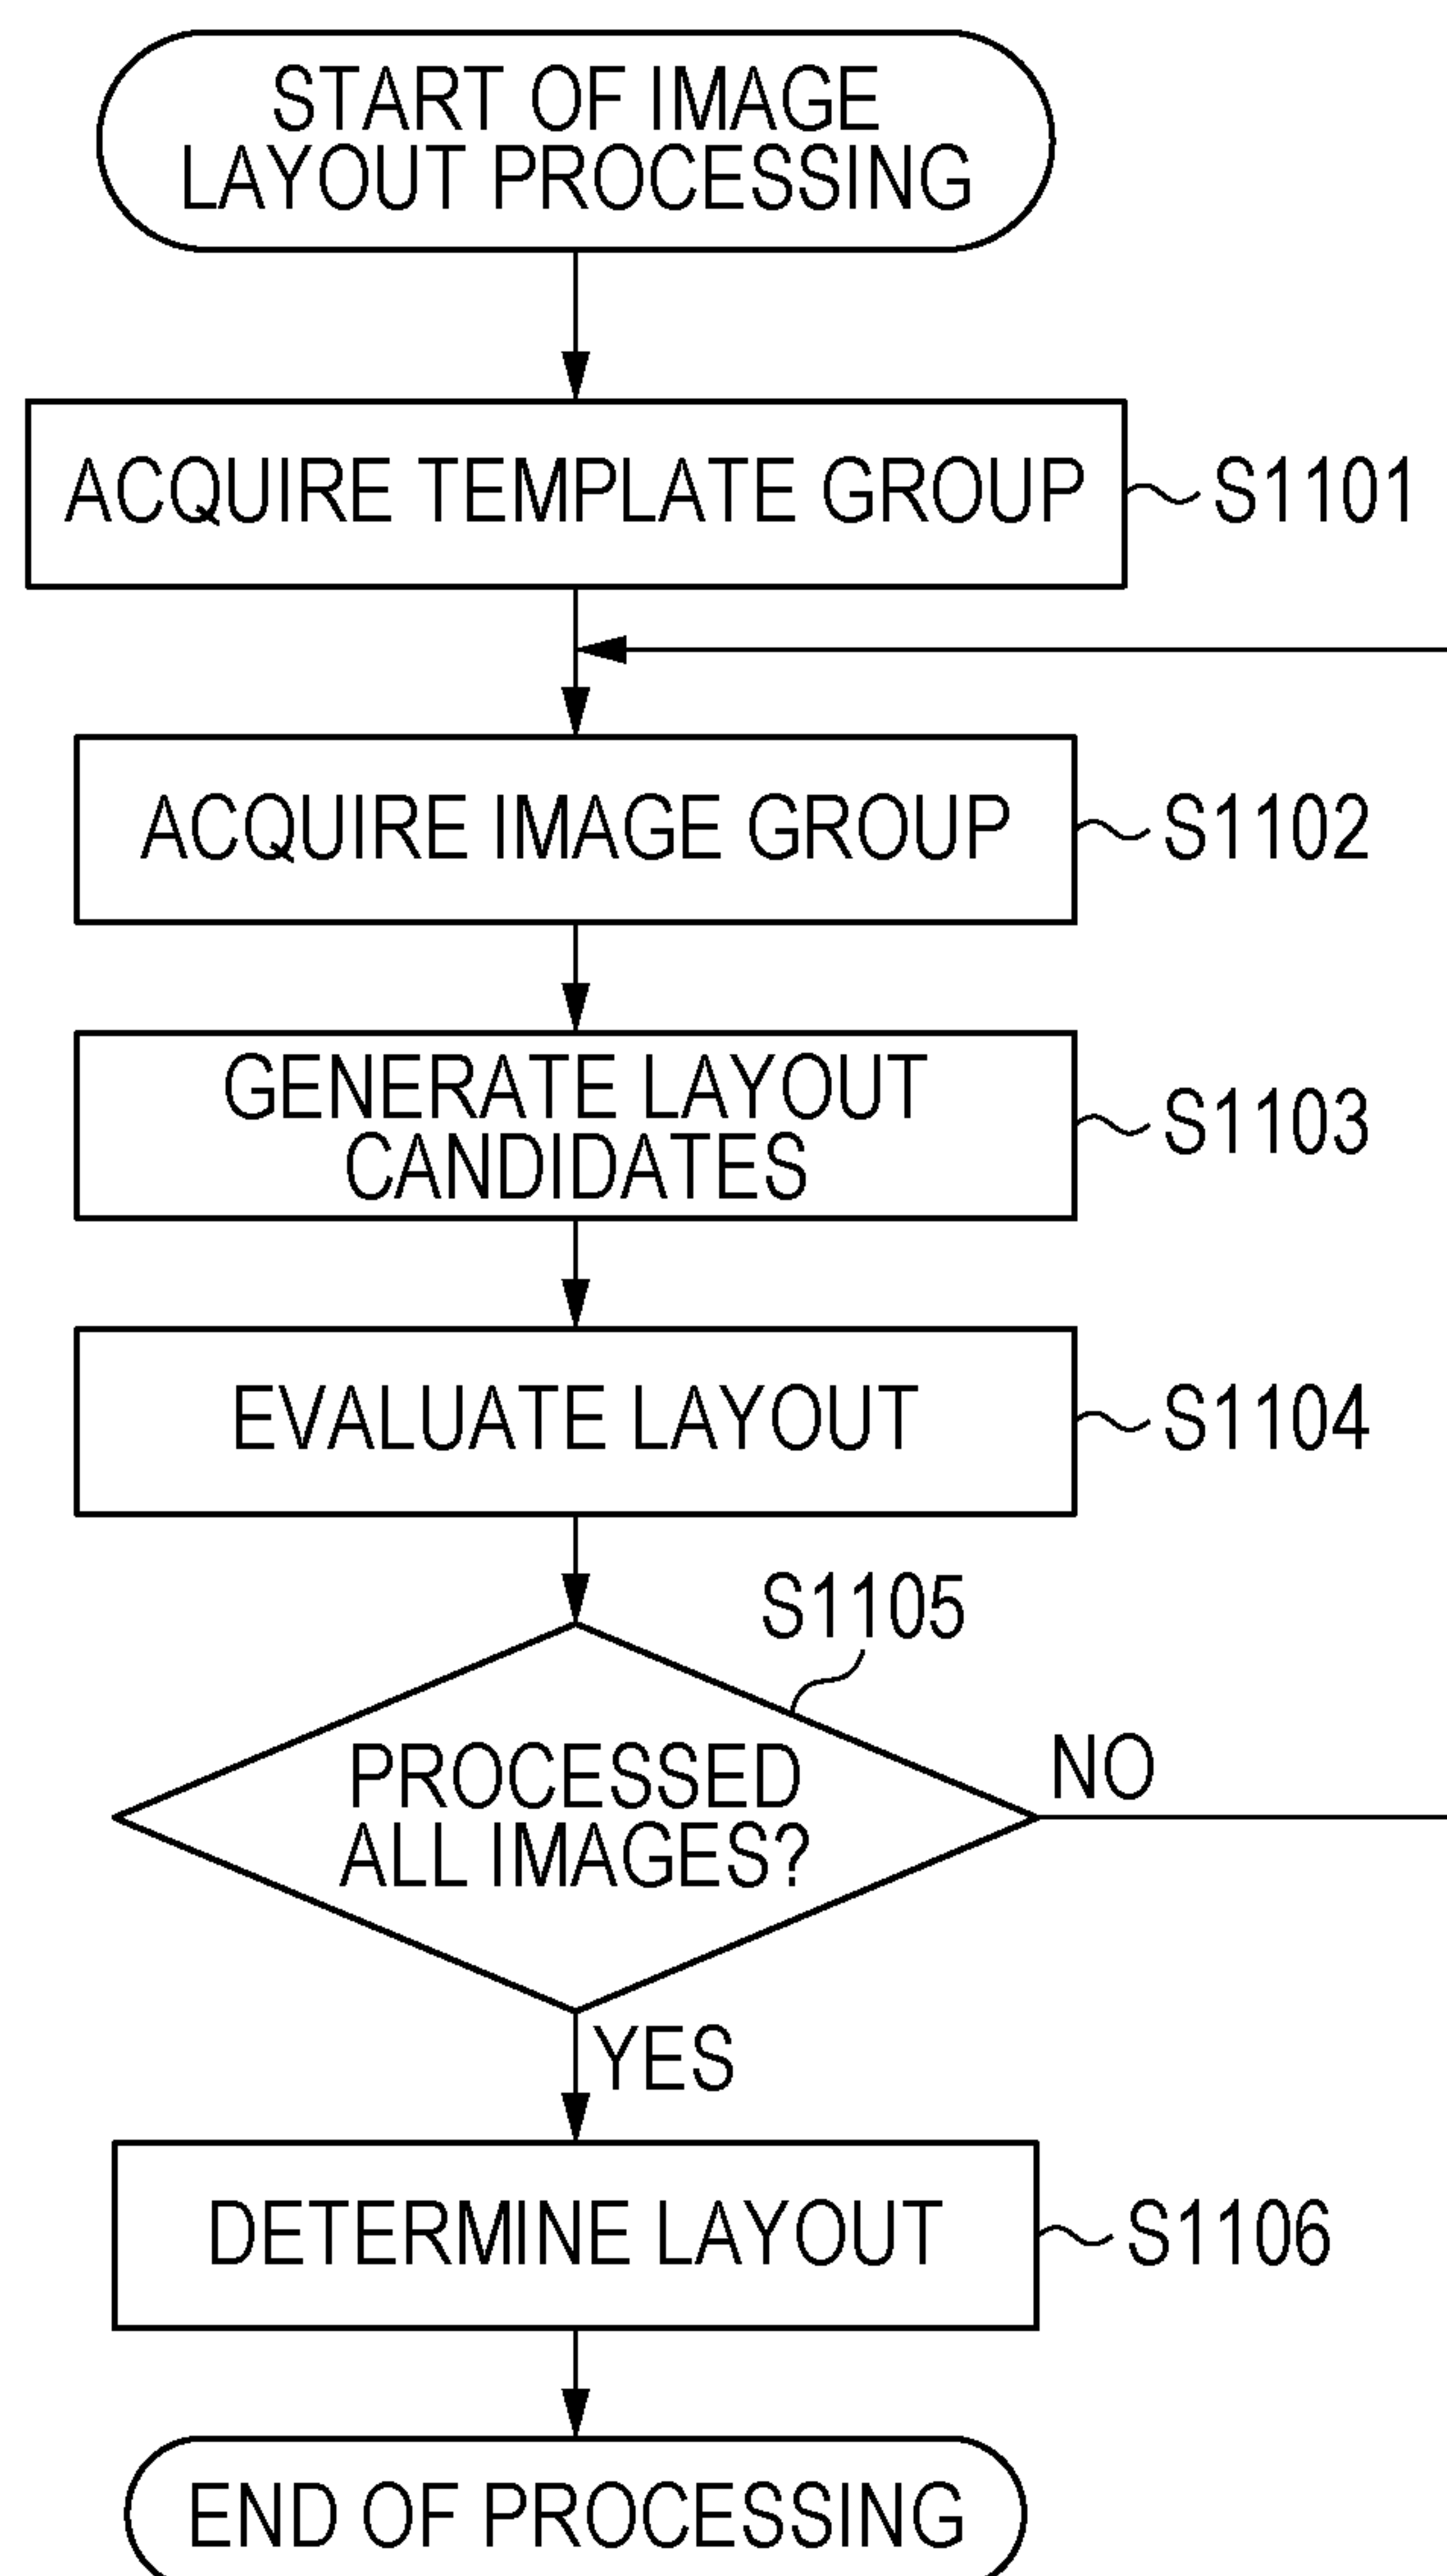 START OF IMAGE
LAYOUT PROCESSING
ACQUIRE TEMPLATE GROUP
S1101
ACQUIRE IMAGE GROUP
S1102
GENERATE LAYOUT
CANDIDATES
S1103
EVALUATE LAYOUT
S1104
S1105
PROCESSED
ALL IMAGES?
NO
YES
DETERMINE LAYOUT
S1106
END OF PROCESSING